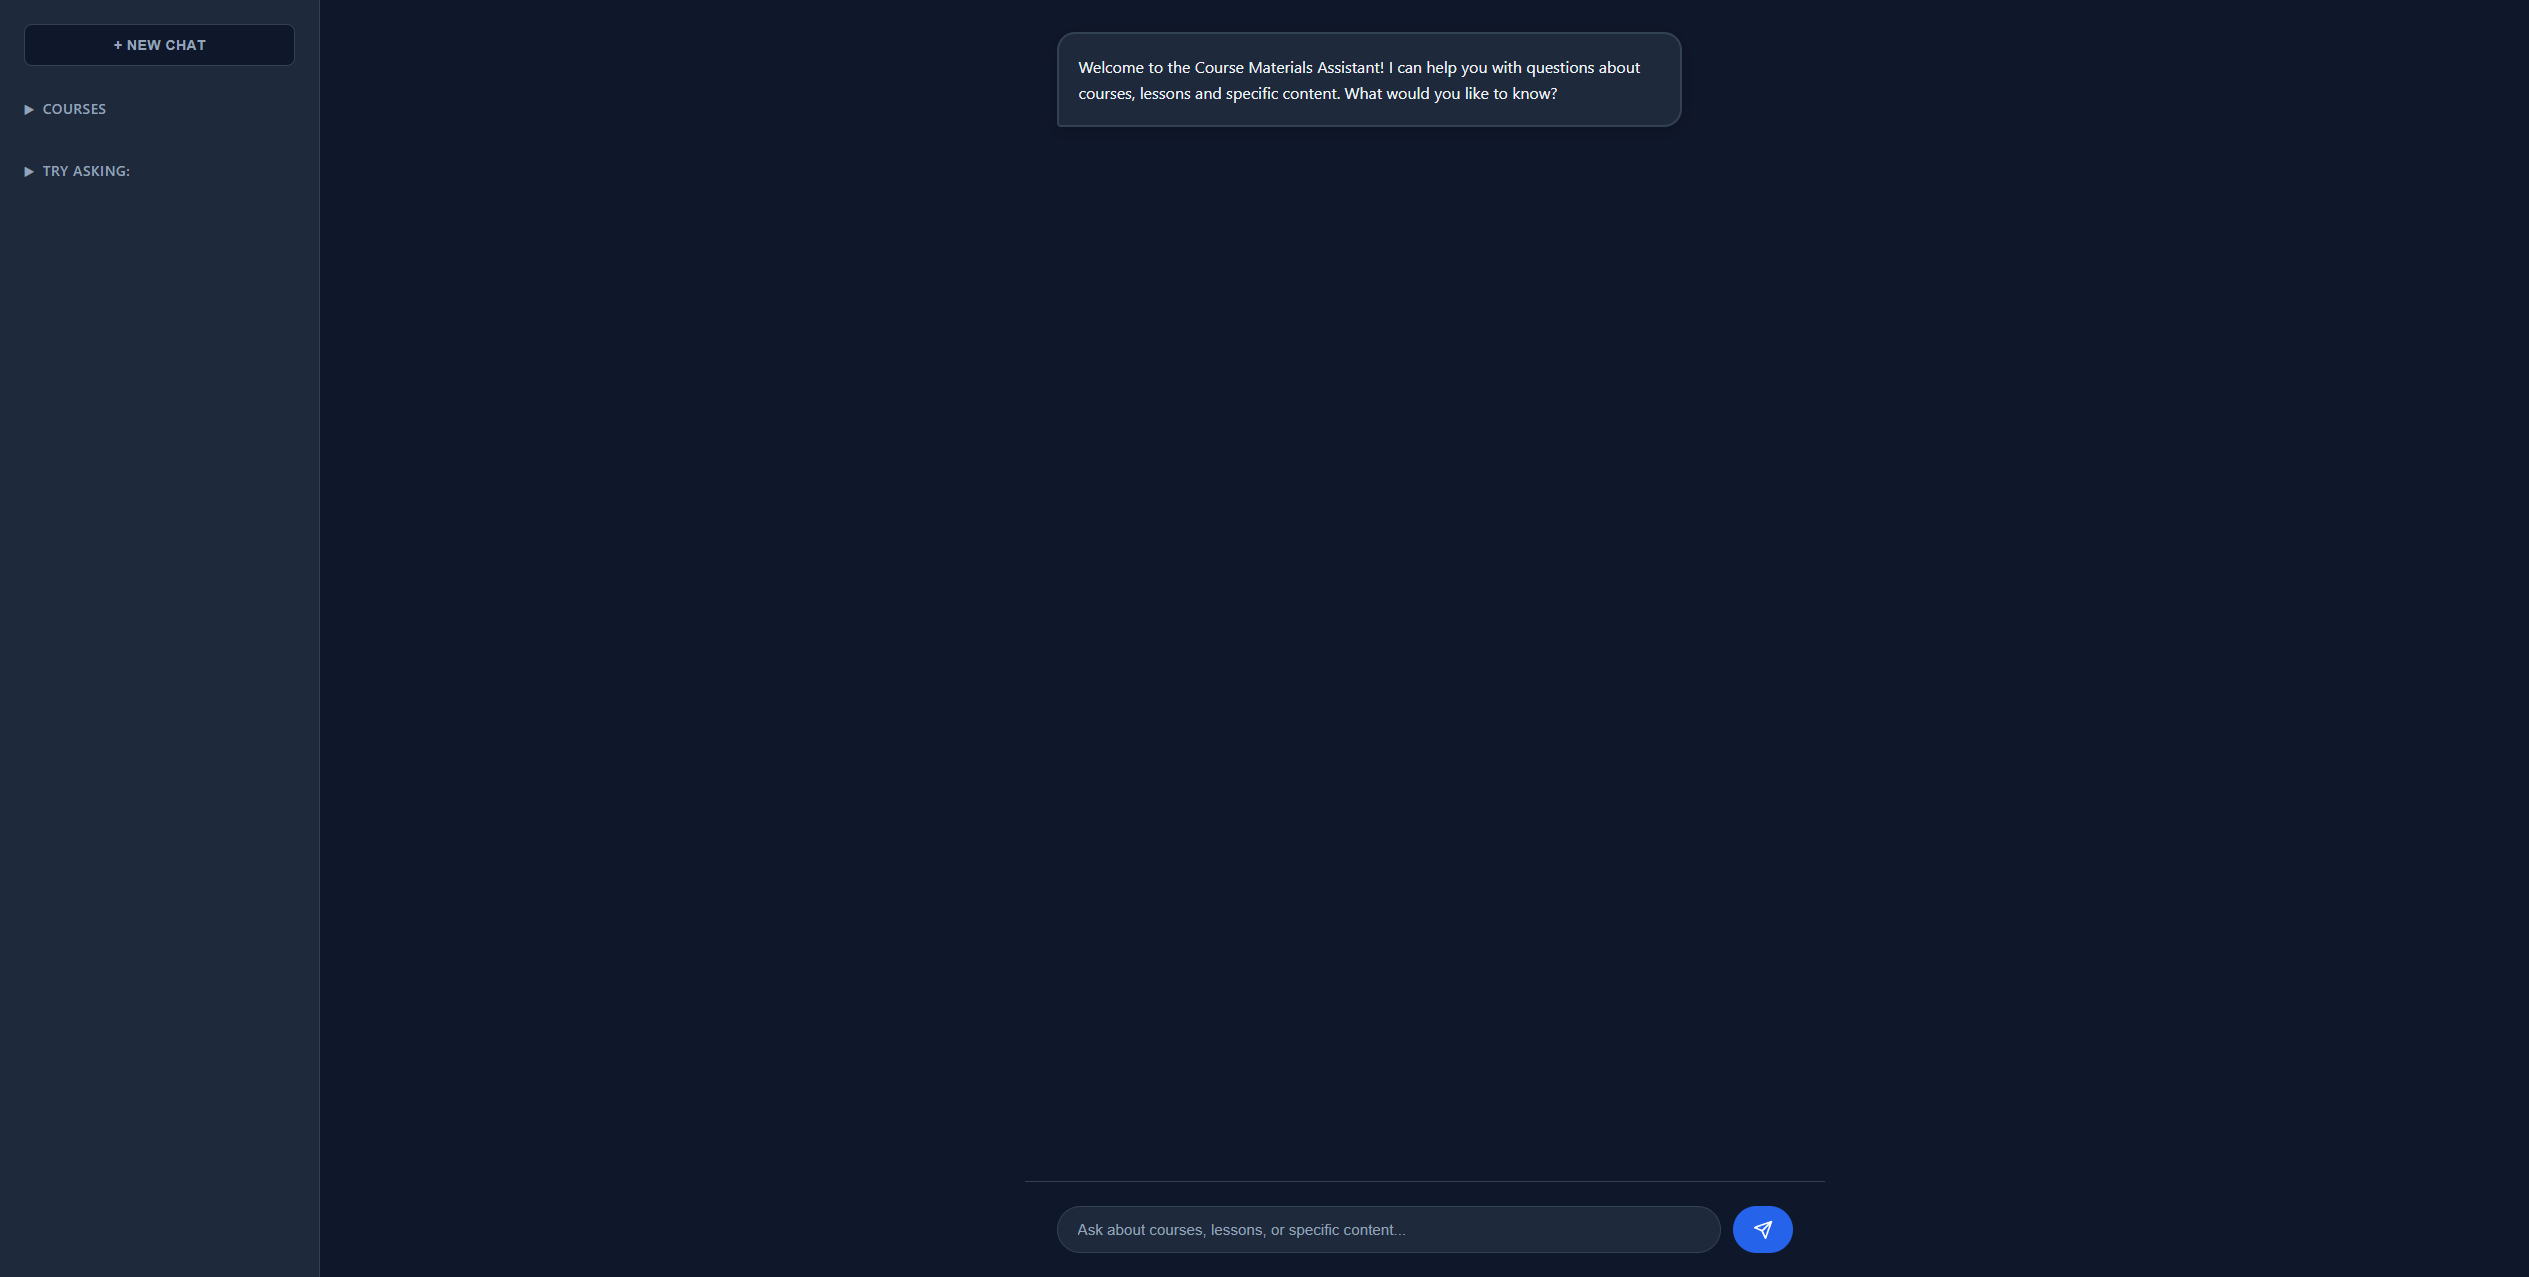 + NEW CHAT
▶ COURSES
▶ TRY ASKING:
Welcome to the Course Materials Assistant! I can help you with questions about
courses, lessons and specific content. What would you like to know?
Ask about courses, lessons, or specific content...